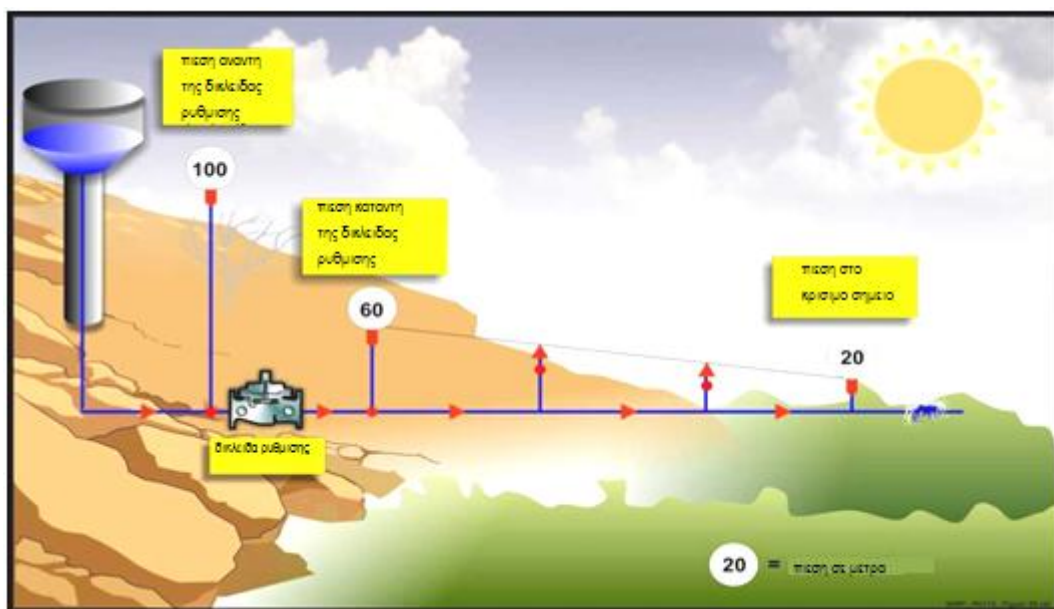 πιεση αναντη
της δικλειδας
ρυθμισης
100
πιεση καταντη
της δικλειδας
ρυθμισης
60
πιεση στο
κρισιμο σημειο
20
δικλειδα ρυθμισης
20 = πιεση σε μετρα